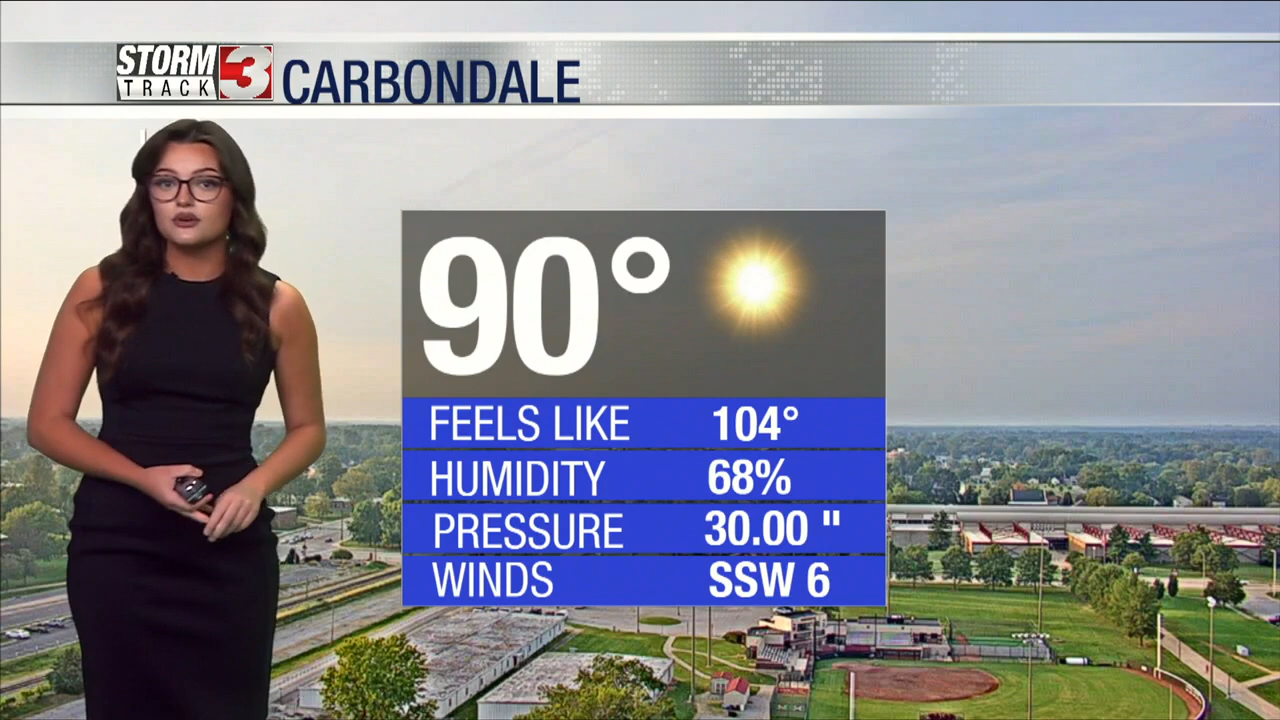 STORM
TRACK 3
CARBONDALE
90°
FEELS LIKE 104°
HUMIDITY 68%
PRESSURE 30.00 "
WINDS SSW 6